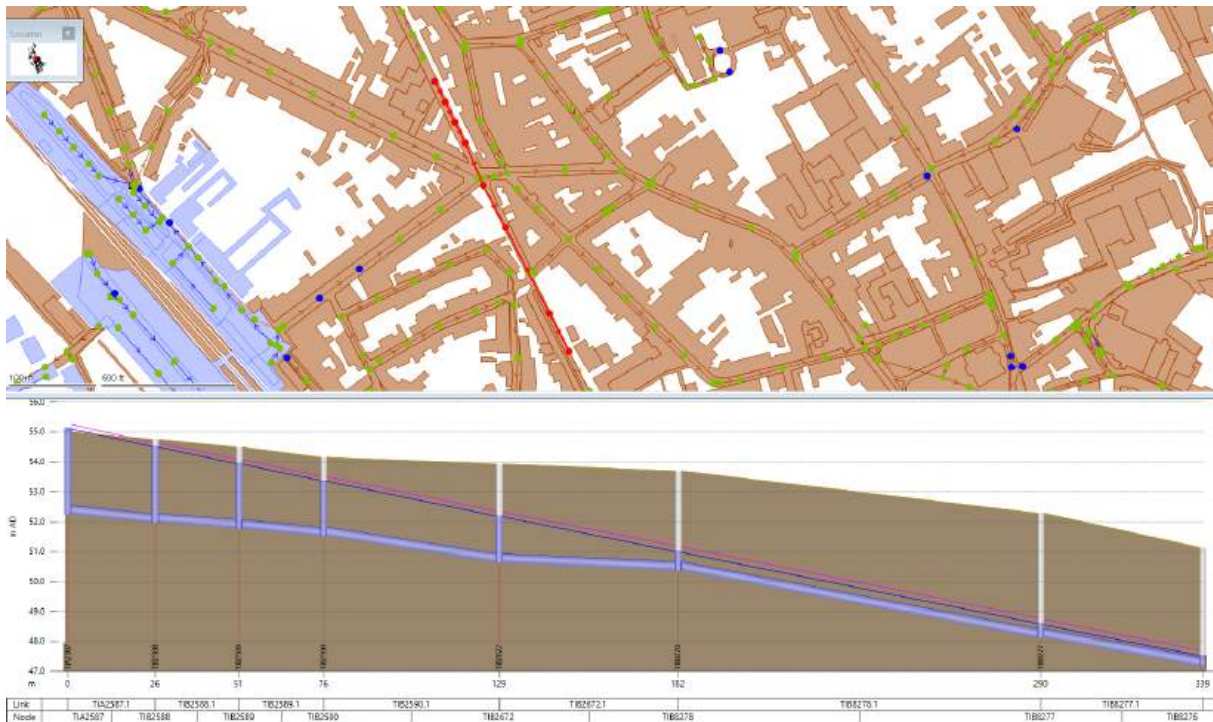 Location
100 m
600 ft
56.0
55.0
54.0
53.0
52.0
51.0
50.0
49.0
48.0
47.0
m AD
m 0 26 51 76 129 182 290 339
Link TIA2587.1 TIB2588.1 TIB2589.1 TIB2590.1 TIB2672.1 TIB8278.1 TIB8277.1
Node TIA2587 TIB2588 TIB2589 TIB2590 TIB2672 TIB8278 TIB8277 TIB8276